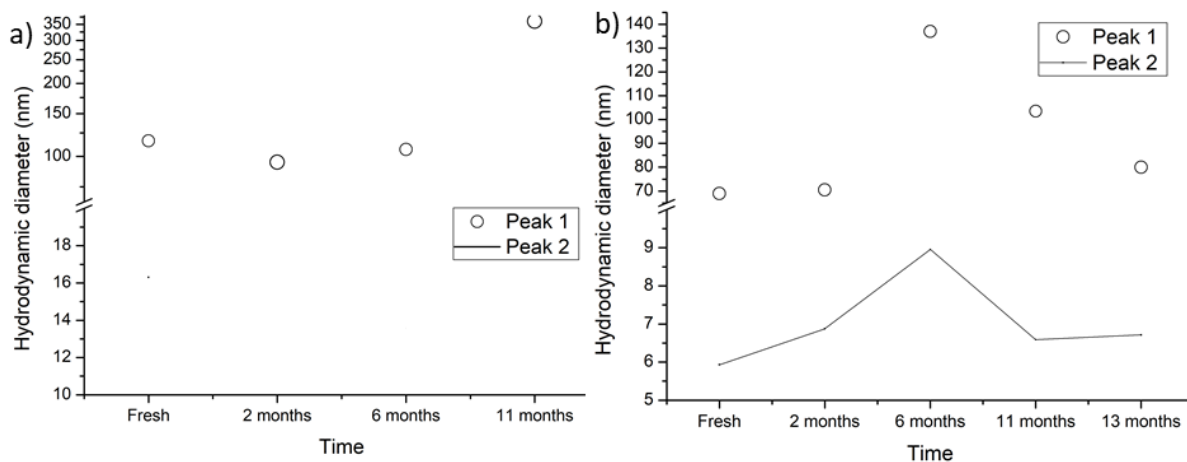 a)
Hydrodynamic diameter (nm)
350
300
250
200
150
100
18
16
14
12
10
Peak 1
Peak 2
Fresh
2 months
6 months
11 months
Time
b)
Hydrodynamic diameter (nm)
140
130
120
110
100
90
80
70
9
8
7
6
5
Peak 1
Peak 2
Fresh
2 months
6 months
11 months
13 months
Time